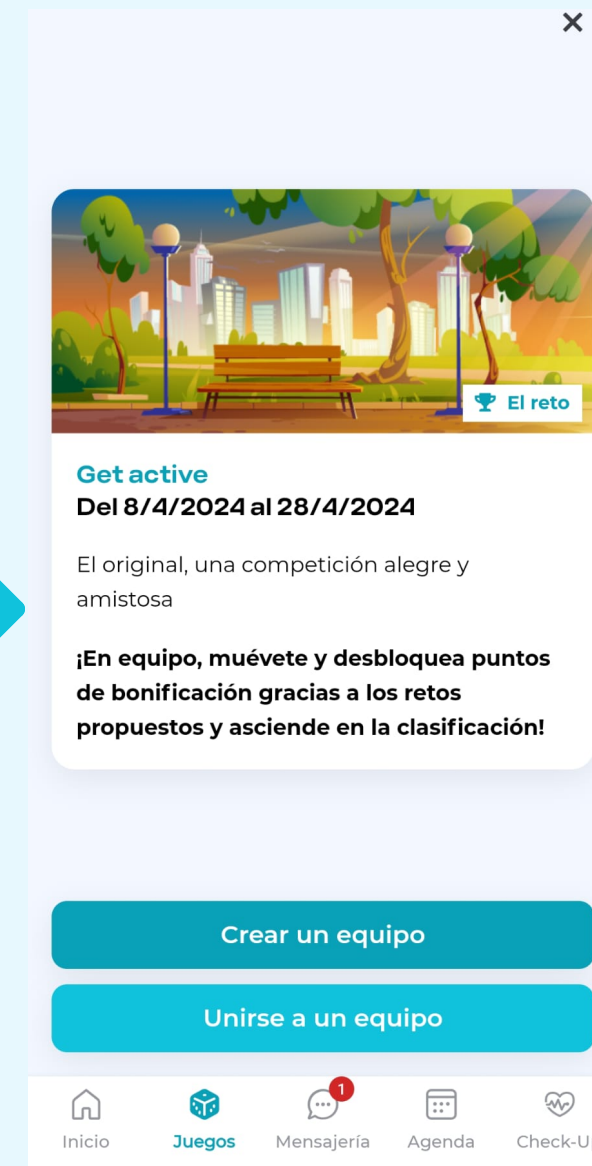 El reto
Get active
Del 8/4/2024 al 28/4/2024
El original, una competición alegre y
amistosa
¡En equipo, muévete y desbloquea puntos
de bonificación gracias a los retos
propuestos y asciende en la clasificación!
Crear un equipo
Unirse a un equipo
1
Inicio Juegos Mensajería Agenda Check-U